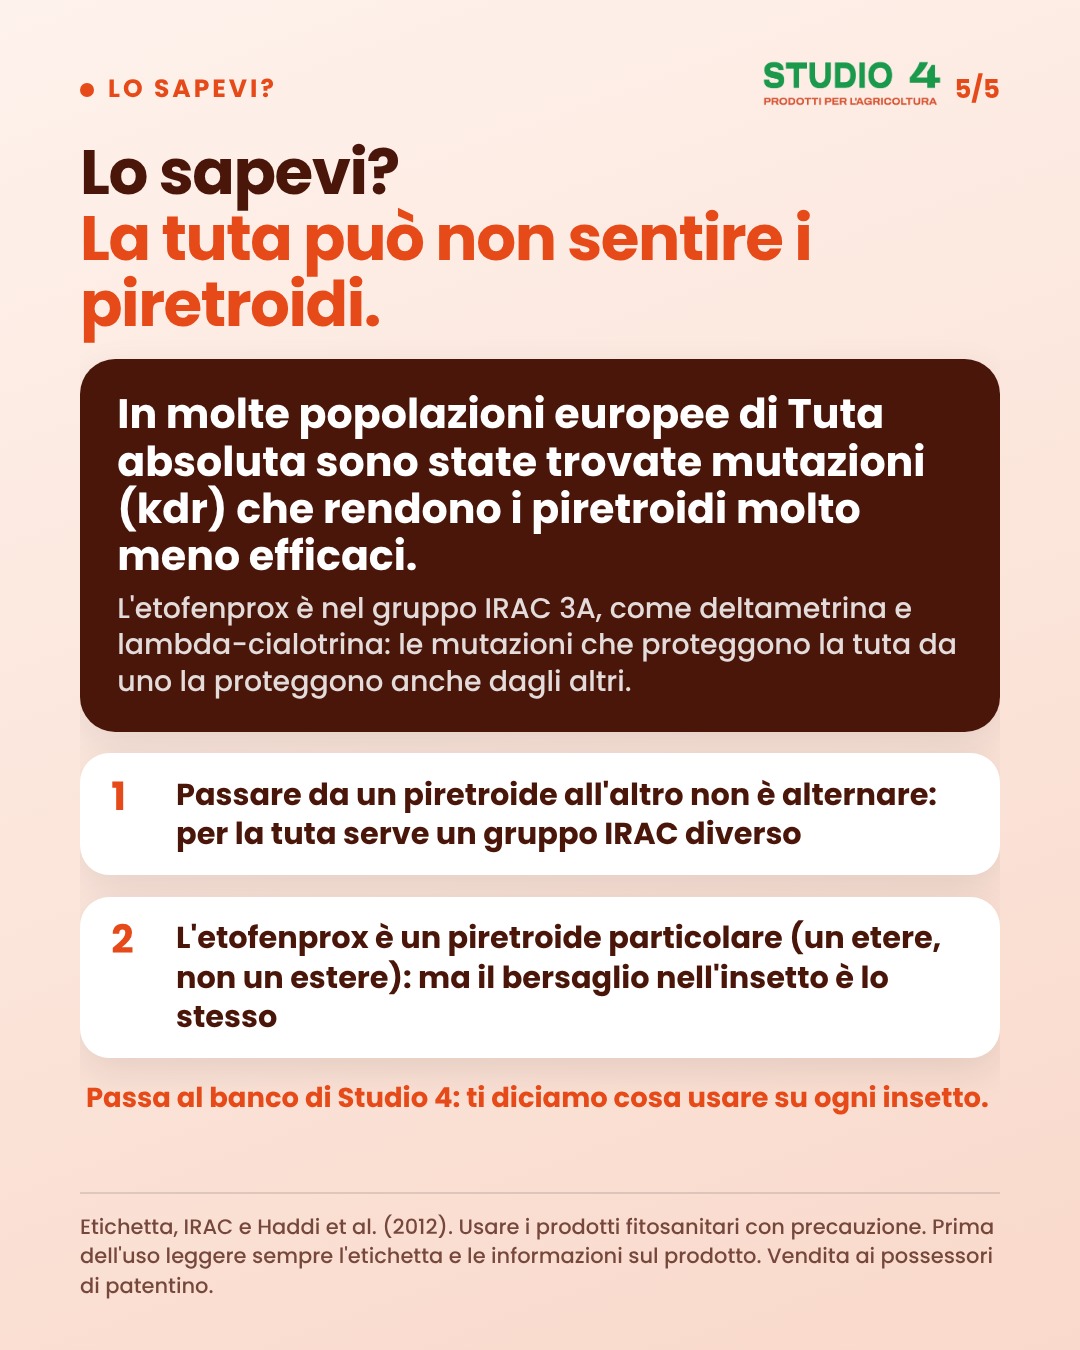 LO SAPEVI?
STUDIO 4
PRODOTTI PER L'AGRICOLTURA
5/5
Lo sapevi?
La tuta può non sentire i
piretroidi.
In molte popolazioni europee di Tuta
absoluta sono state trovate mutazioni
(kdr) che rendono i piretroidi molto
meno efficaci.
L'etofenprox è nel gruppo IRAC 3A, come deltametrina e
lambda-cialotrina: le mutazioni che proteggono la tuta da
uno la proteggono anche dagli altri.
1
Passare da un piretroide all'altro non è alternare:
per la tuta serve un gruppo IRAC diverso
2
L'etofenprox è un piretroide particolare (un etere,
non un estere): ma il bersaglio nell'insetto è lo
stesso
Passa al banco di Studio 4: ti diciamo cosa usare su ogni insetto.
Etichetta, IRAC e Haddi et al. (2012). Usare i prodotti fitosanitari con precauzione. Prima
dell'uso leggere sempre l'etichetta e le informazioni sul prodotto. Vendita ai possessori
di patentino.